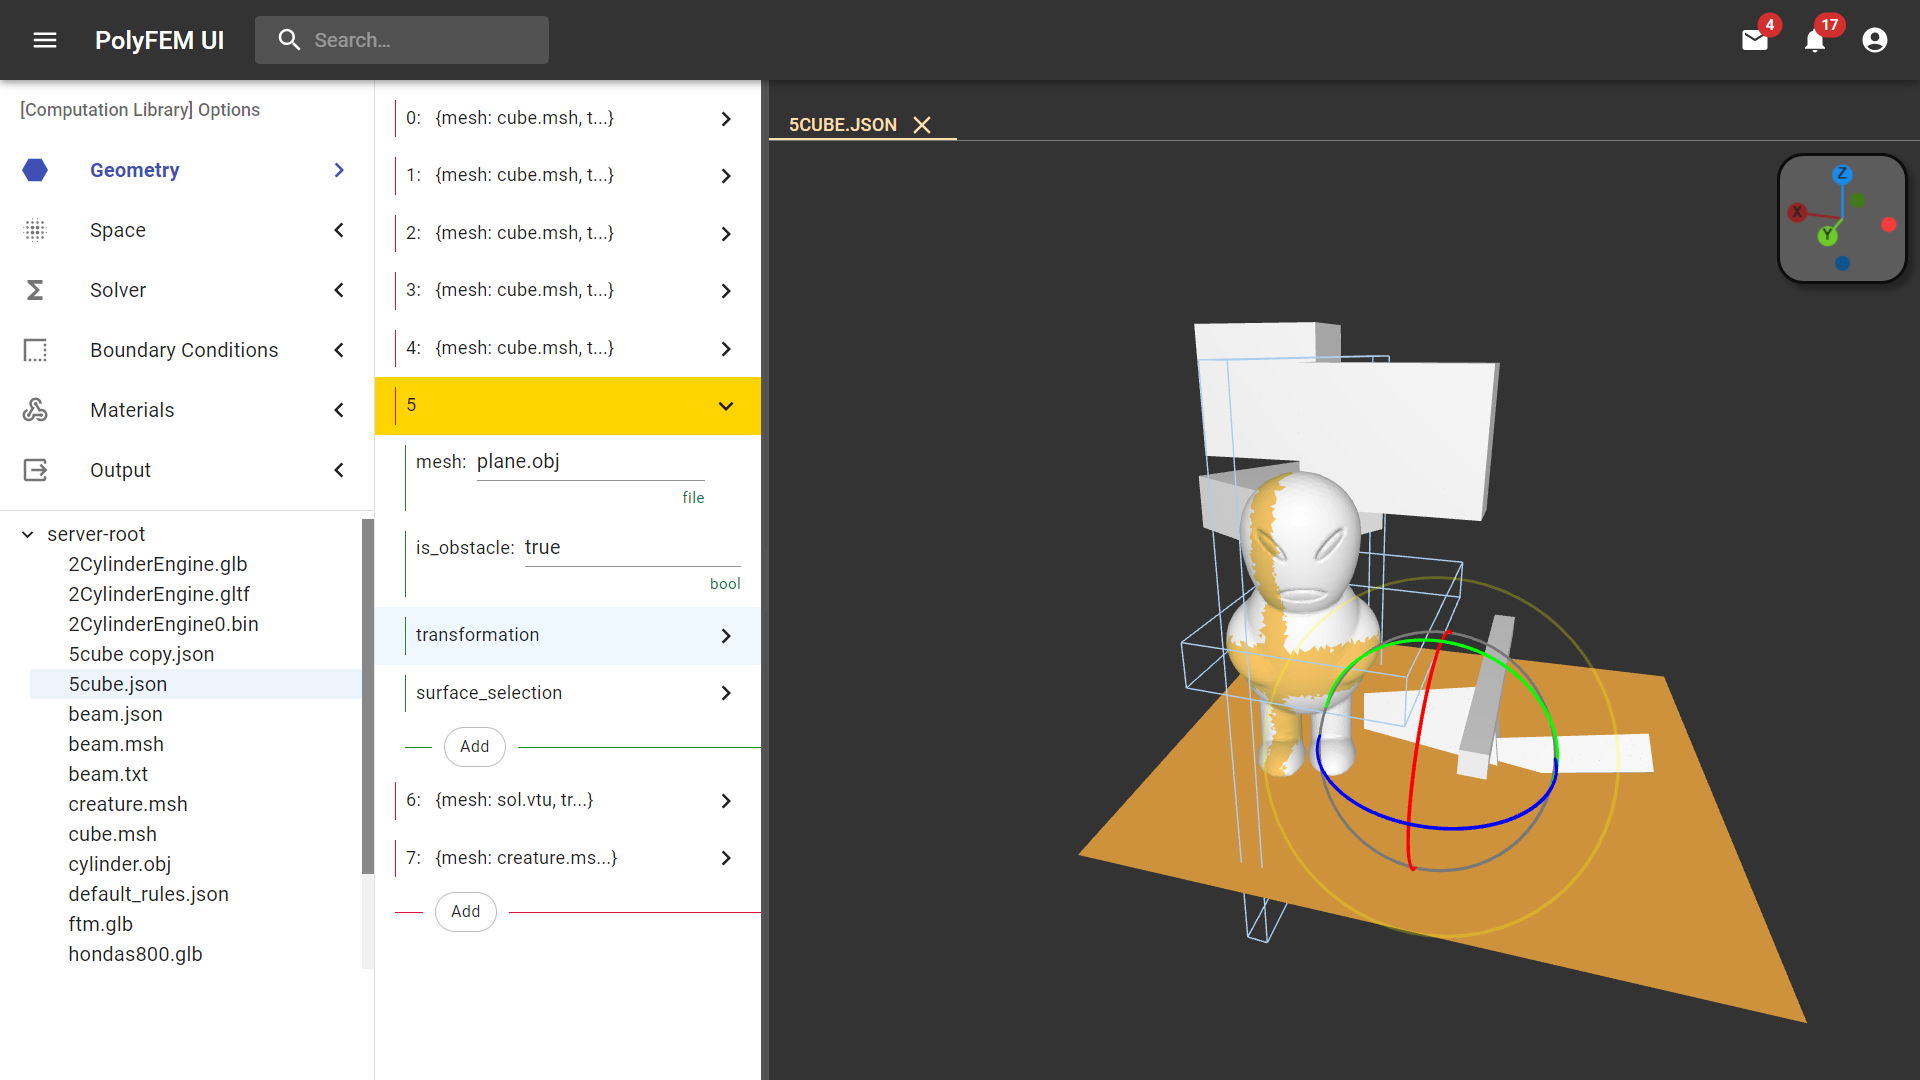 PolyFEM UI
Search...
4
17
[Computation Library] Options
Geometry
Space
Solver
Boundary Conditions
Materials
Output
server-root
2CylinderEngine.glb
2CylinderEngine.gltf
2CylinderEngine0.bin
5cube copy.json
5cube.json
beam.json
beam.msh
beam.txt
creature.msh
cube.msh
cylinder.obj
default_rules.json
ftm.glb
hondas800.glb
0: {mesh: cube.msh, t...}
1: {mesh: cube.msh, t...}
2: {mesh: cube.msh, t...}
3: {mesh: cube.msh, t...}
4: {mesh: cube.msh, t...}
5
mesh: plane.obj
file
is_obstacle: true
bool
transformation
surface_selection
Add
6: {mesh: sol.vtu, tr...}
7: {mesh: creature.ms...}
Add
5CUBE.JSON
Z
X
Y